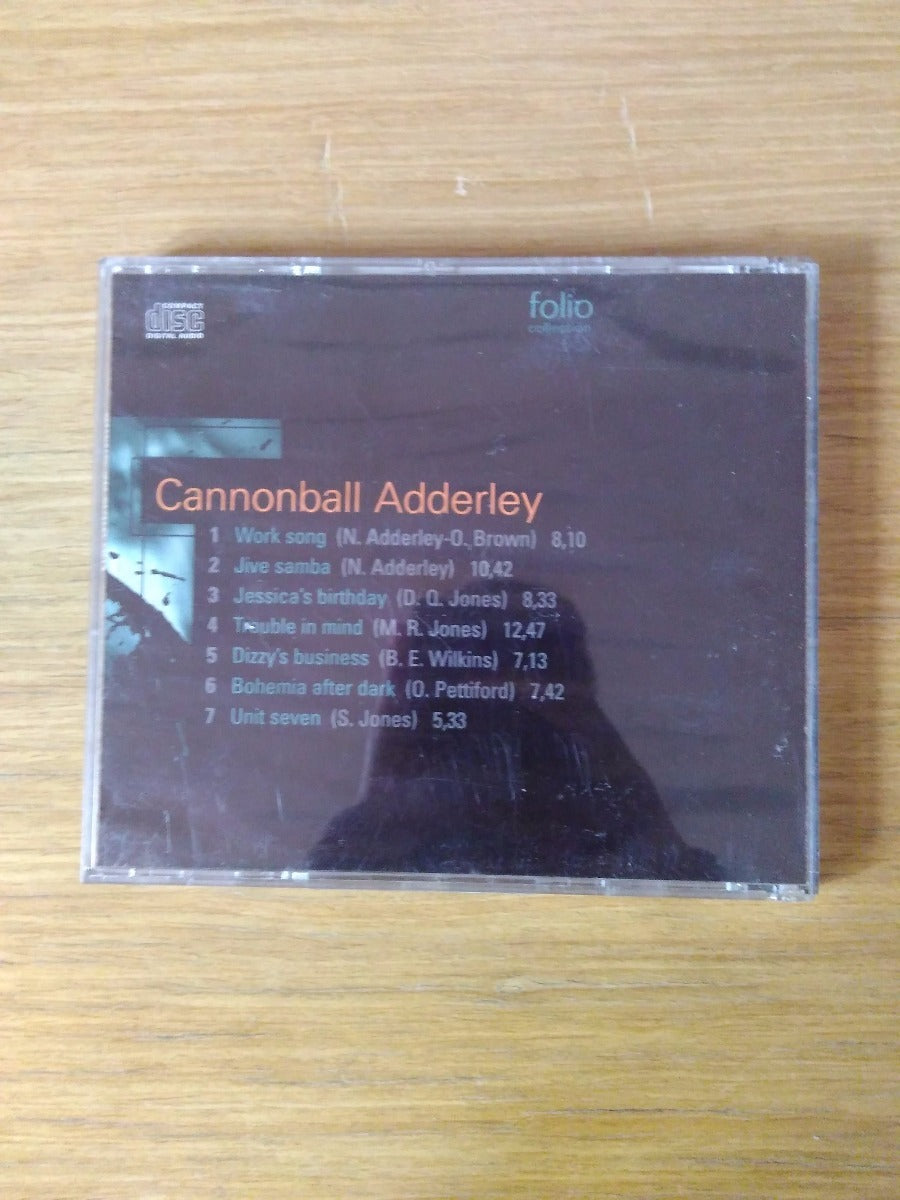 COMPACT
disc
DIGITAL AUDIO
folio
collection
Cannonball Adderley
1 Work song (N. Adderley-O. Brown) 8,10
2 Jive samba (N. Adderley) 10,42
3 Jessica's birthday (D. Q. Jones) 8,33
4 Trouble in mind (M. R. Jones) 12,47
5 Dizzy's business (B. E. Wilkins) 7,13
6 Bohemia after dark (O. Pettiford) 7,42
7 Unit seven (S. Jones) 5,33